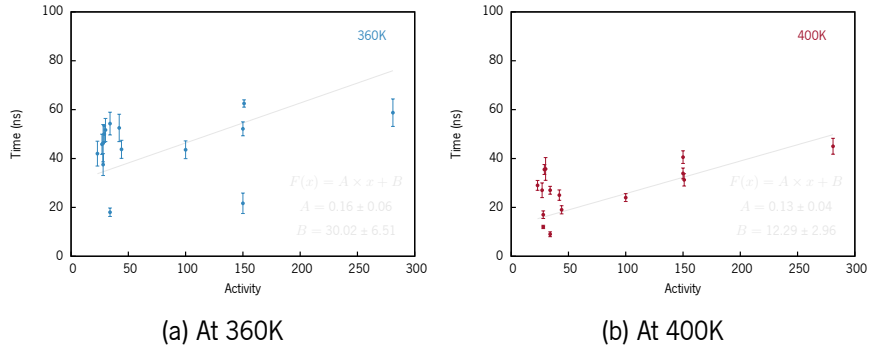 100
80
60
40
20
0
0 50 100 150 200 250 300
Time (ns)
Activity
360K
F(x) = A × x + B
A = 0.16 ± 0.06
B = 30.02 ± 6.51
(a) At 360K
100
80
60
40
20
0
0 50 100 150 200 250 300
Time (ns)
Activity
400K
F(x) = A × x + B
A = 0.13 ± 0.04
B = 12.29 ± 2.96
(b) At 400K